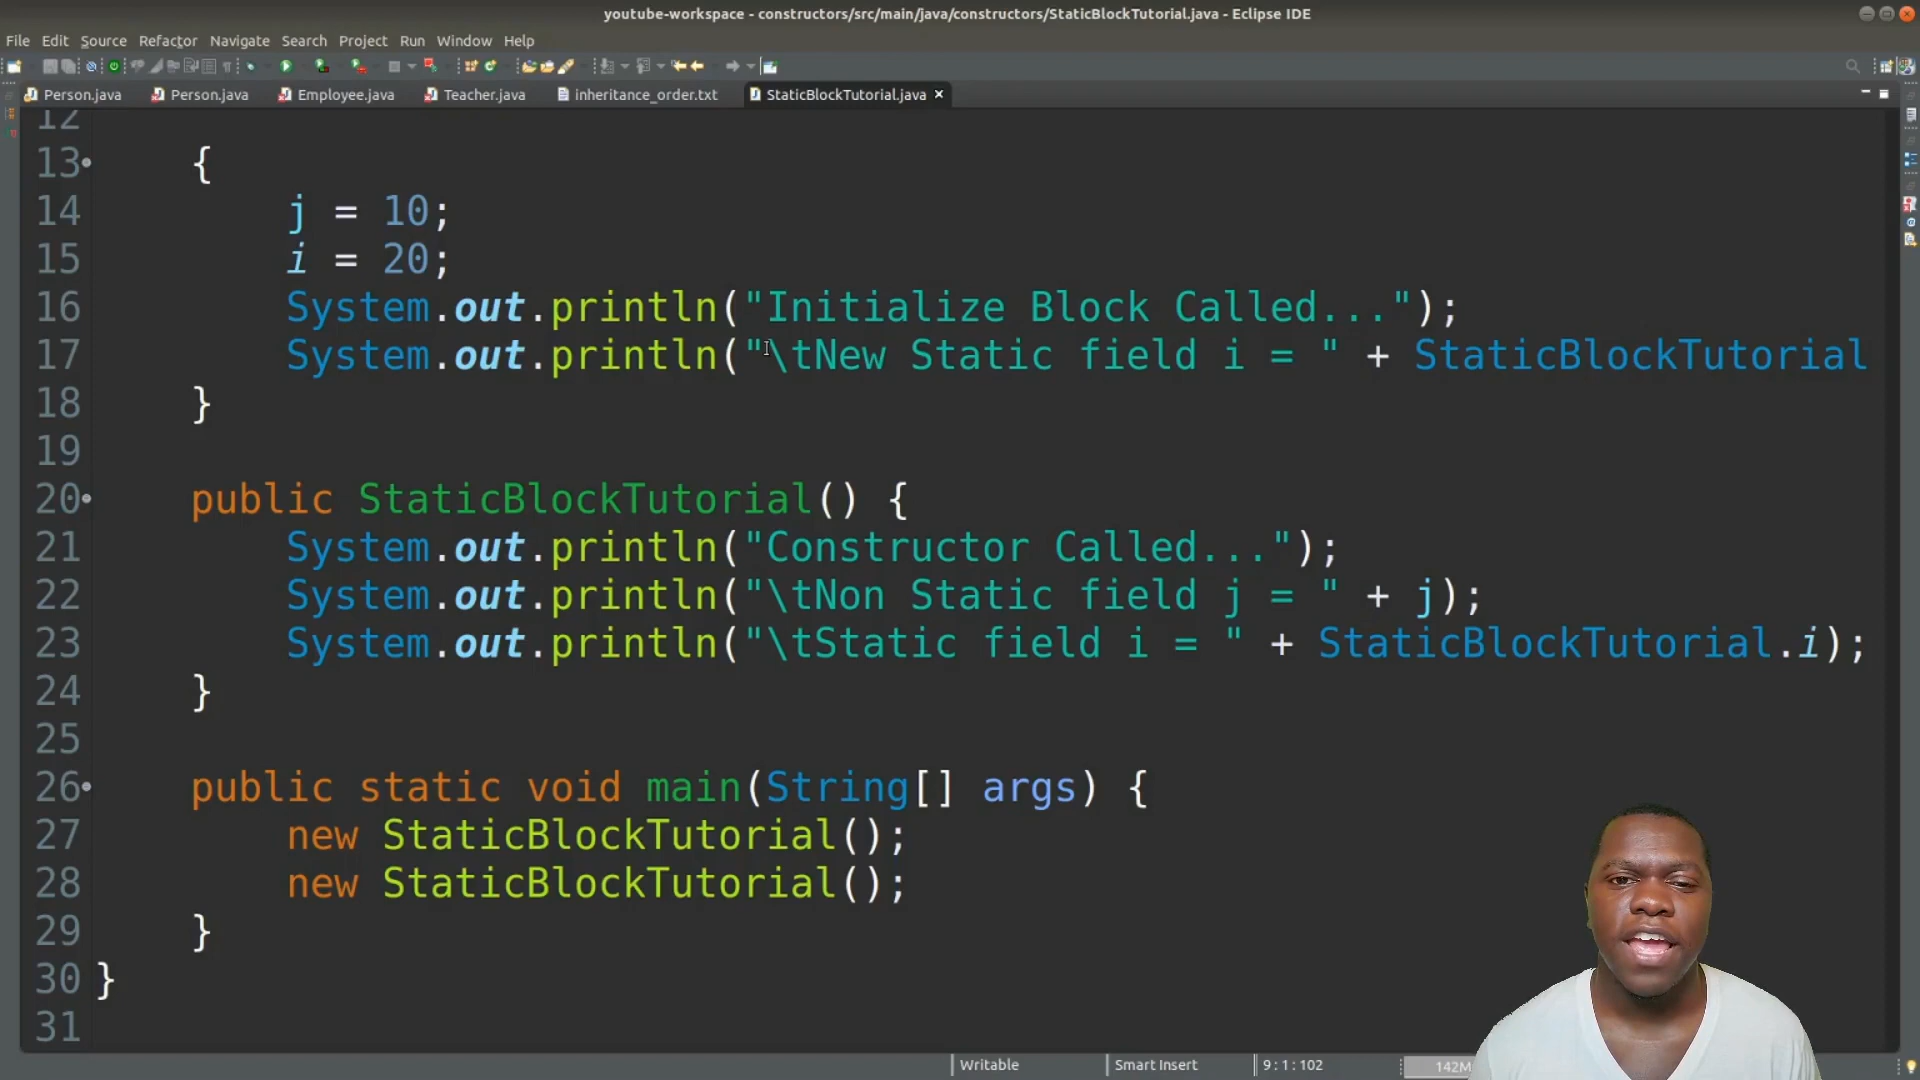 youtube-workspace - constructors/src/main/java/constructors/StaticBlockTutorial.java - Eclipse IDE
File Edit Source Refactor Navigate Search Project Run Window Help
Person.java Person.java Employee.java Teacher.java inheritance_order.txt StaticBlockTutorial.java
12
13 {
14 j = 10;
15 i = 20;
16 System.out.println("Initialize Block Called...");
17 System.out.println("\tNew Static field i = " + StaticBlockTutorial
18 }
19
20 public StaticBlockTutorial() {
21 System.out.println("Constructor Called...");
22 System.out.println("\tNon Static field j = " + j);
23 System.out.println("\tStatic field i = " + StaticBlockTutorial.i);
24 }
25
26 public static void main(String[] args) {
27 new StaticBlockTutorial();
28 new StaticBlockTutorial();
29 }
30 }
31
Writable Smart Insert 9:1:102 142M